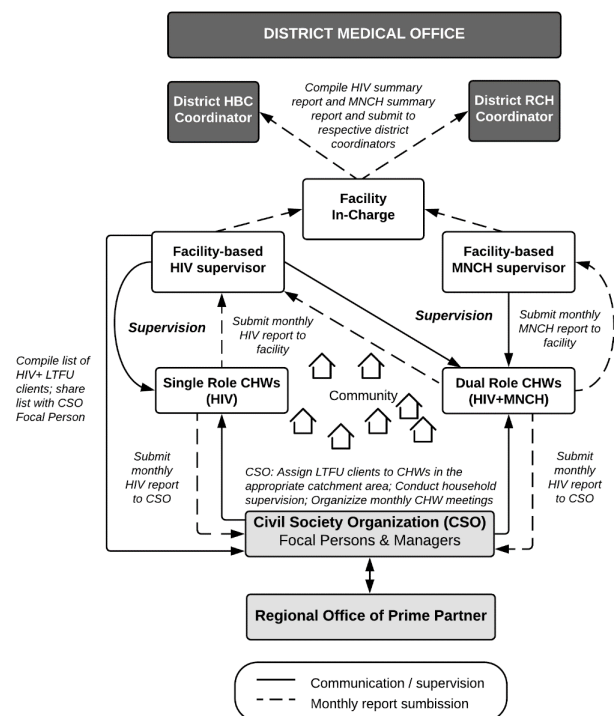 DISTRICT MEDICAL OFFICE
District HBC
Coordinator
Compile HIV summary
report and MNCH summary
report and submit to
respective district
coordinators
District RCH
Coordinator
Facility
In-Charge
Facility-based
HIV supervisor
Facility-based
MNCH supervisor
Supervision
Submit monthly
HIV report to
facility
Supervision
Submit monthly
MNCH report to
facility
Compile list of
HIV+ LTFU
clients; share
list with CSO
Focal Person
Single Role CHWs
(HIV)
Community
Dual Role CHWs
(HIV+MNCH)
Submit
monthly
HIV report
to CSO
CSO: Assign LTFU clients to CHWs in the
appropriate catchment area; Conduct household
supervision; Organizize monthly CHW meetings
Submit
monthly
HIV report
to CSO
Civil Society Organization (CSO)
Focal Persons & Managers
Regional Office of Prime Partner
Communication / supervision
Monthly report sumbission